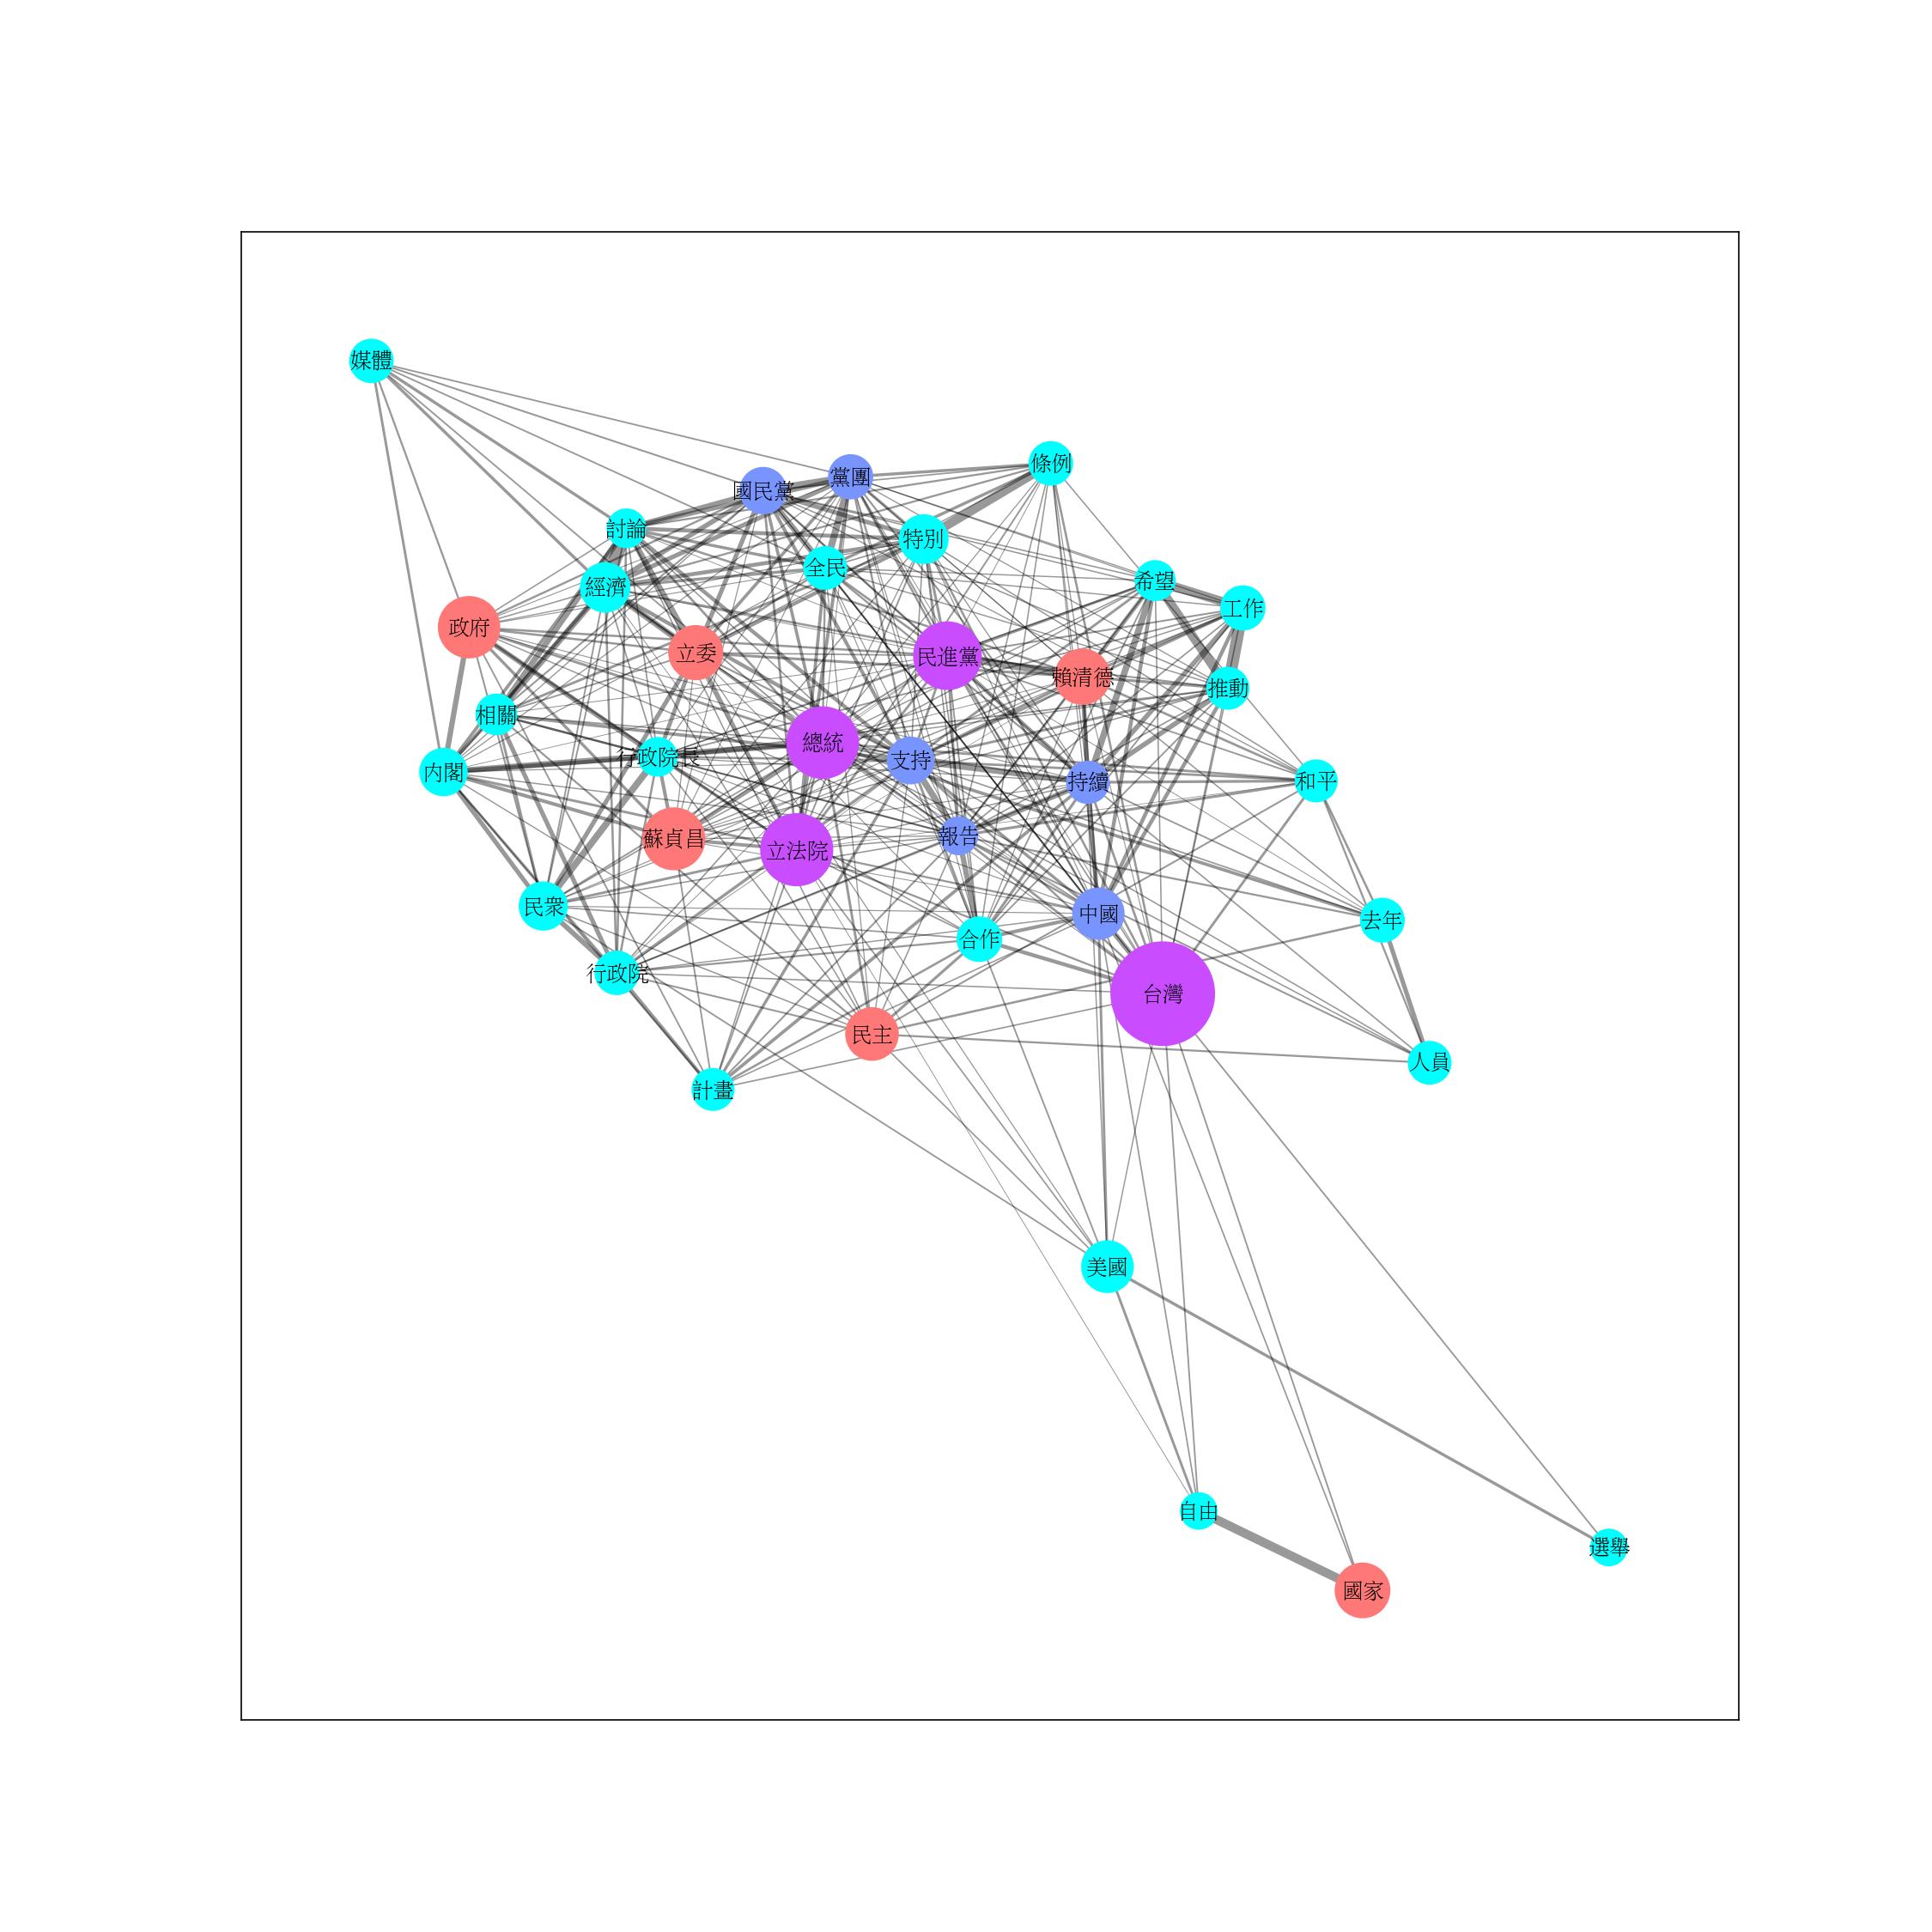 媒體
條例
黨團
國民黨
討論
特別
全民
希望
經濟
工作
政府
立委
民進黨
賴清德
推動
相關
總統
行政院長
支持
內閣
持續
和平
蘇貞昌
報告
立法院
民眾
中國
去年
合作
行政院
台灣
民主
人員
計畫
美國
自由
選舉
國家